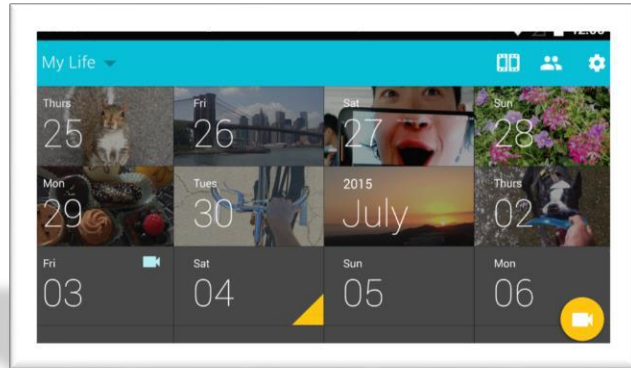 My Life
Thurs Fri Sat Sun
25 26 27 28
Mon Tues 2015 Thurs
29 30 July 02
Fri Sat Sun Mon
03 04 05 06